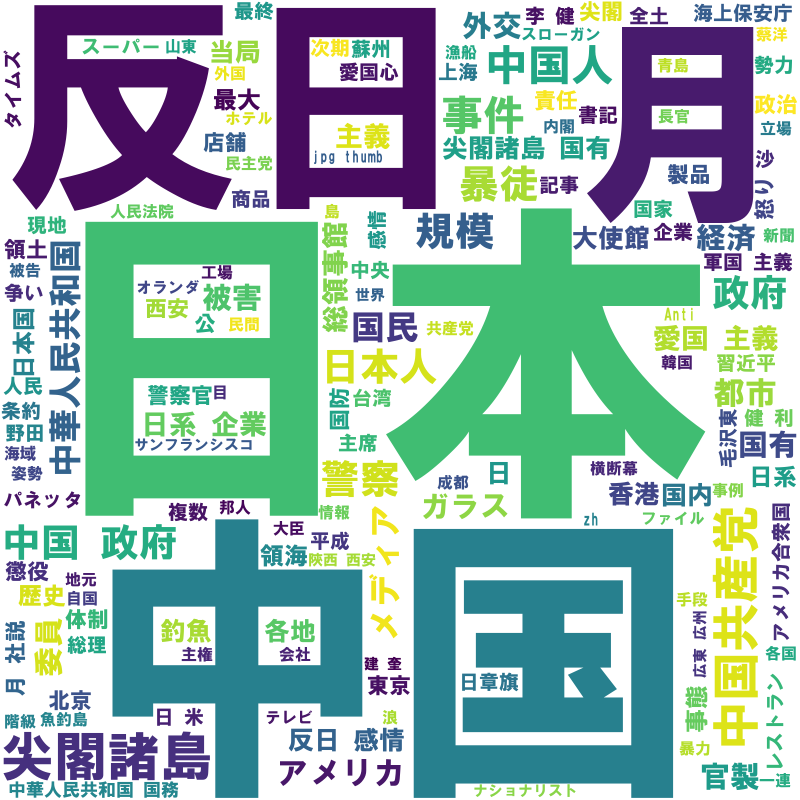 反日
月
日本
中国
最終
李 健
尖閣
全土
海上保安庁
スーパー
山東
当局
外国
次期
蘇州
愛国心
外交
スローガン
漁船
上海
中国人
祭洋
青島
勢力
タイムズ
最大
ホテル
店舗
民主党
商品
主義
jpg thumb
事件
責任
書記
内閣
尖閣諸島 国有
長官
政治
立場
暴徒
記事
製品
沙
怒り
現地
人民法院
島
感情
規模
国家
大使館
企業
経済
新聞
領土
被告
争い
中華人民共和国
工場
オランダ
被害
西安
公
民間
総領事館
中央
世界
国民
共産党
軍国 主義
政府
Anti
愛国 主義
日本国
日本人
韓国
習近平
人民
条約
野田
海域
姿勢
警察官
目
日系 企業
サンフランシスコ
国防
台湾
主席
都市
健 利
毛沢東
国有
日系
パネッタ
複数
邦人
情報
警察
成都
日
ガラス
横断幕
香港
国内
事例
zh
ファイル
中国 政府
大臣
平成
領海
陝西 西安
メディア
中国共産党
アメリカ合衆国
懲役
地元
自国
歴史
体制
委員
総理
月 社説
釣魚
各地
主権
会社
手段
広東 広州
各国
建 奎
東京
日章旗
事態
レストラン
北京
階級
魚釣島
日 米
テレビ
浪
反日 感情
暴力
尖閣諸島
アメリカ
官製
一連
中華人民共和国 国務
ナショナリスト